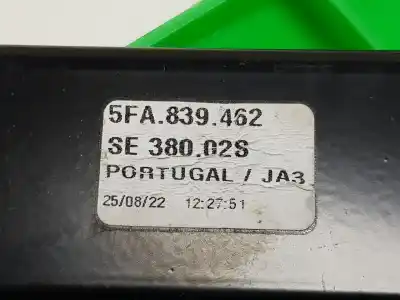 5FA.839.462
SE 380.02S
PORTUGAL / JA3
25/08/22 12:27:51